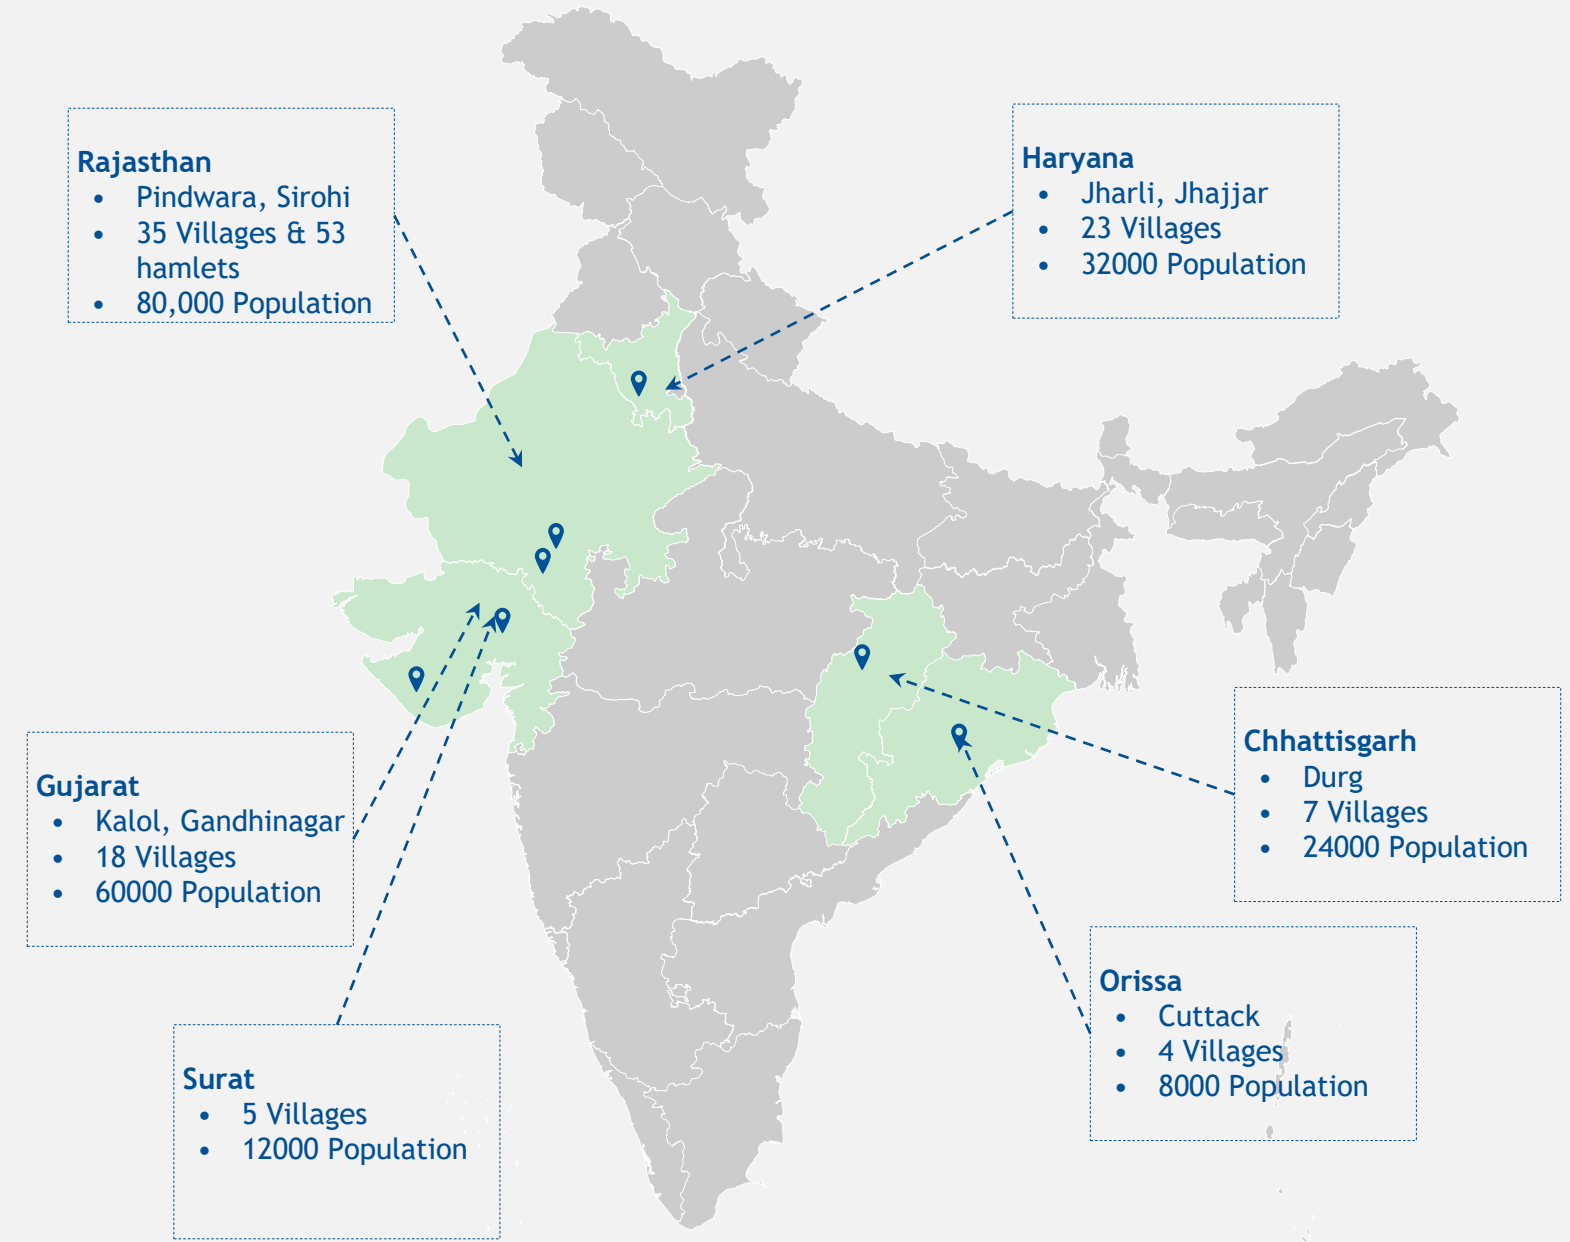 Rajasthan
• Pindwara, Sirohi
• 35 Villages & 53
hamlets
• 80,000 Population
Haryana
• Jharli, Jhajjar
• 23 Villages
• 32000 Population
Gujarat
• Kalol, Gandhinagar
• 18 Villages
• 60000 Population
Chhattisgarh
• Durg
• 7 Villages
• 24000 Population
Orissa
• Cuttack
• 4 Villages
• 8000 Population
Surat
• 5 Villages
• 12000 Population